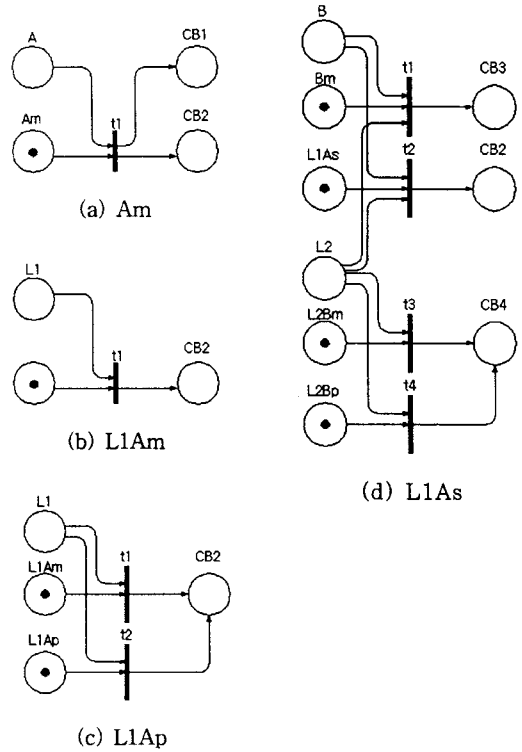 A
CB1
Am
t1
CB2
(a) Am
L1
t1
CB2
(b) L1Am
L1
t1
CB2
L1Am
t2
L1Ap
(c) L1Ap
B
t1
CB3
Bm
t2
CB2
L1As
L2
t3
CB4
L2Bm
t4
L2Bp
(d) L1As